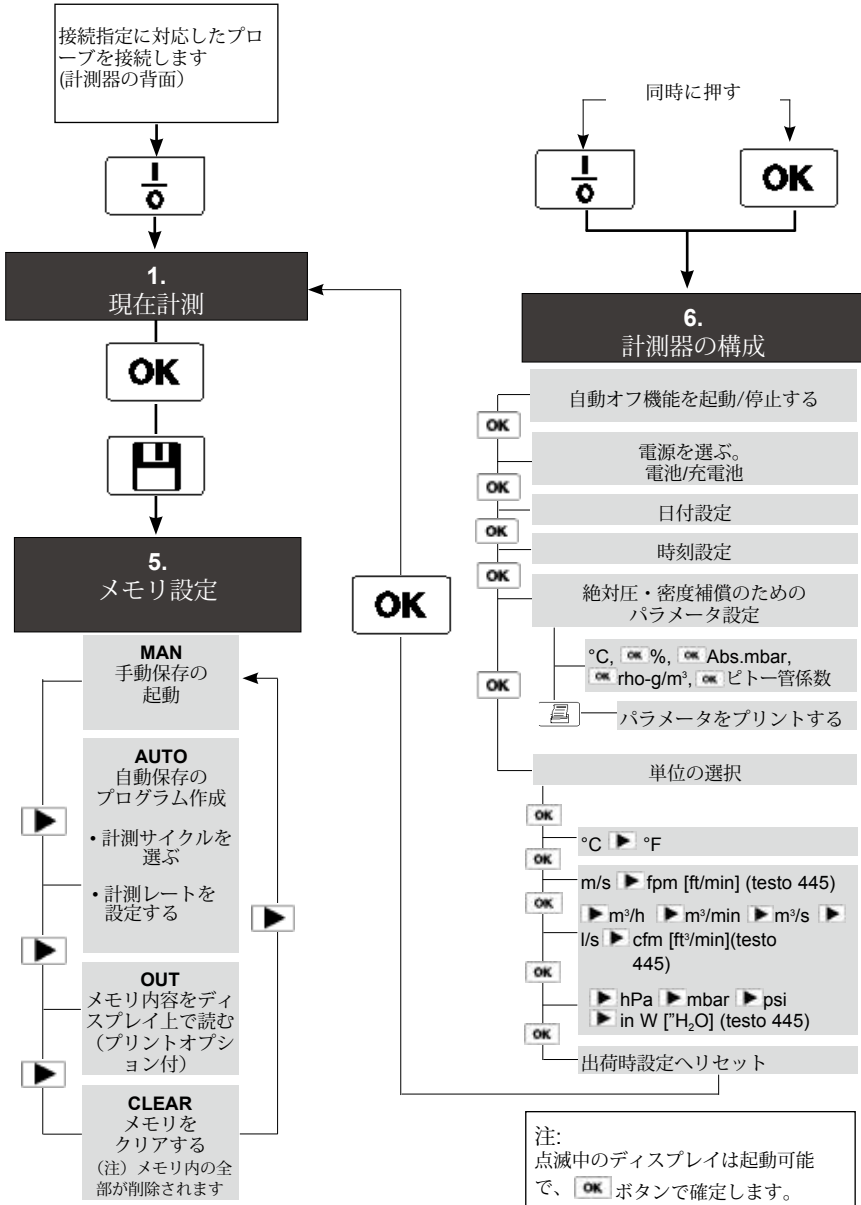 接続指定に対応したプロ
ーブを接続します
(計測器の背面）
I
0
1.
現在計測
OK
5.
メモリ設定
MAN
手動保存の
起動
AUTO
自動保存の
プログラム作成
• 計測サイクルを
選ぶ
• 計測レートを
設定する
OUT
メモリ内容をディ
スプレイ上で読む
（プリントオプシ
ョン付）
CLEAR
メモリを
クリアする
（注）メモリ内の全
部が削除されます
OK
同時に押す
I
0
OK
6.
計測器の構成
自動オフ機能を起動/停止する
OK
電源を選ぶ。
電池/充電池
OK
日付設定
OK
時刻設定
OK
絶対圧・密度補償のための
パラメータ設定
°C, OK %, OK Abs.mbar,
OK rho-g/m³, OK ピトー管係数
OK
パラメータをプリントする
単位の選択
OK
°C °F
OK
m/s fpm [ft/min] (testo 445)
OK
m³/h m³/min m³/s
l/s cfm [ft³/min](testo
445)
OK
hPa mbar psi
in W ["H₂O] (testo 445)
OK
出荷時設定へリセット
注:
点滅中のディスプレイは起動可能
で、 OK ボタンで確定します。